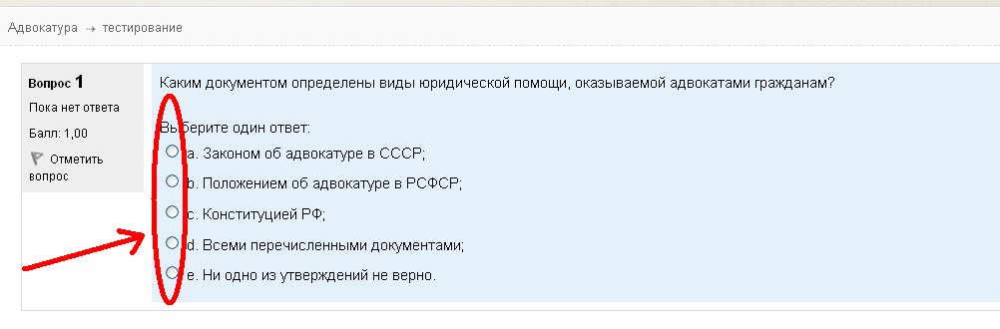 Адвокатура → тестирование
Вопрос 1
Пока нет ответа
Балл: 1,00
Отметить
вопрос
Каким документом определены виды юридической помощи, оказываемой адвокатами гражданам?
Выберите один ответ:
a. Законом об адвокатуре в СССР;
b. Положением об адвокатуре в РСФСР;
c. Конституцией РФ;
d. Всеми перечисленными документами;
e. Ни одно из утверждений не верно.